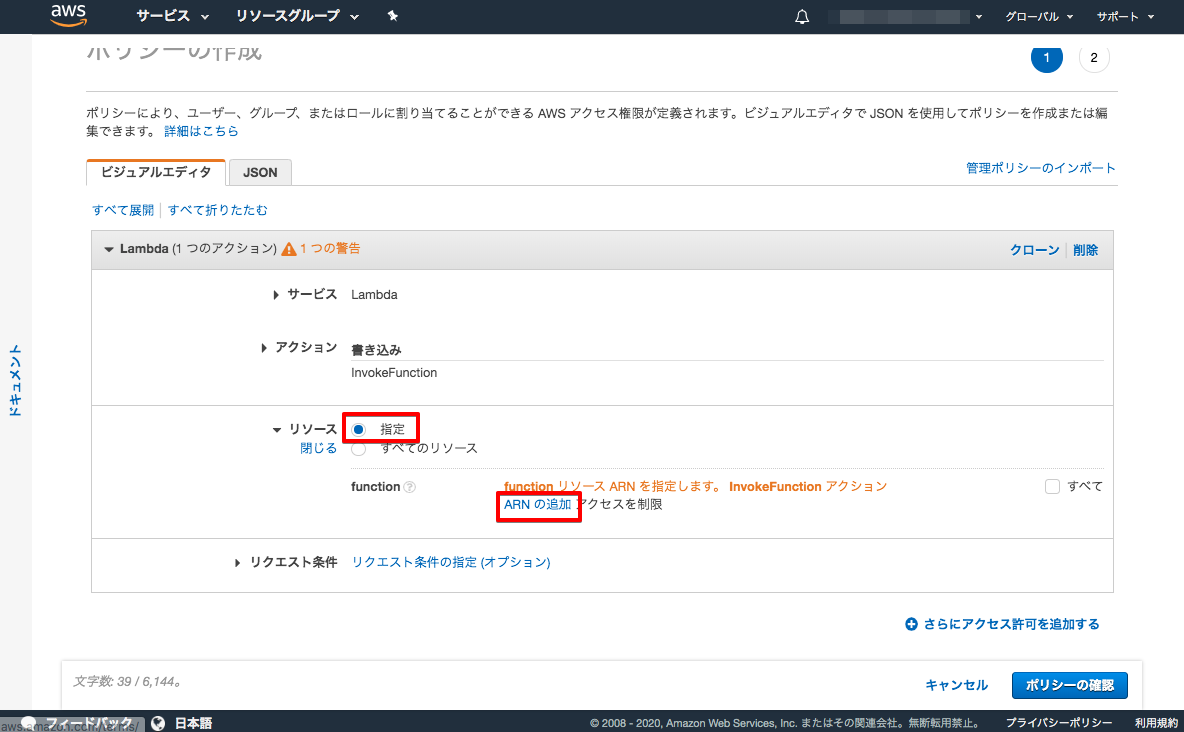 aws サービス リソースグループ グローバル サポート
ポリシーの作成 1 2
ポリシーにより、ユーザー、グループ、またはロールに割り当てることができる AWS アクセス権限が定義されます。ビジュアルエディタで JSON を使用してポリシーを作成または編
集できます。 詳細はこちら
ビジュアルエディタ JSON 管理ポリシーのインポート
すべて展開 すべて折りたたむ
Lambda (1 つのアクション) 1 つの警告 クローン 削除
サービス Lambda
アクション 書き込み
InvokeFunction
リソース 指定
閉じる すべてのリソース
function ? function リソース ARN を指定します。 InvokeFunction アクション すべて
ARN の追加 アクセスを制限
リクエスト条件 リクエスト条件の指定 (オプション)
さらにアクセス許可を追加する
文字数: 39 / 6,144。 キャンセル ポリシーの確認
フィードバック 日本語 © 2008 - 2020, Amazon Web Services, Inc. またはその関連会社。無断転用禁止。 プライバシーポリシー 利用規約
ドキュメント